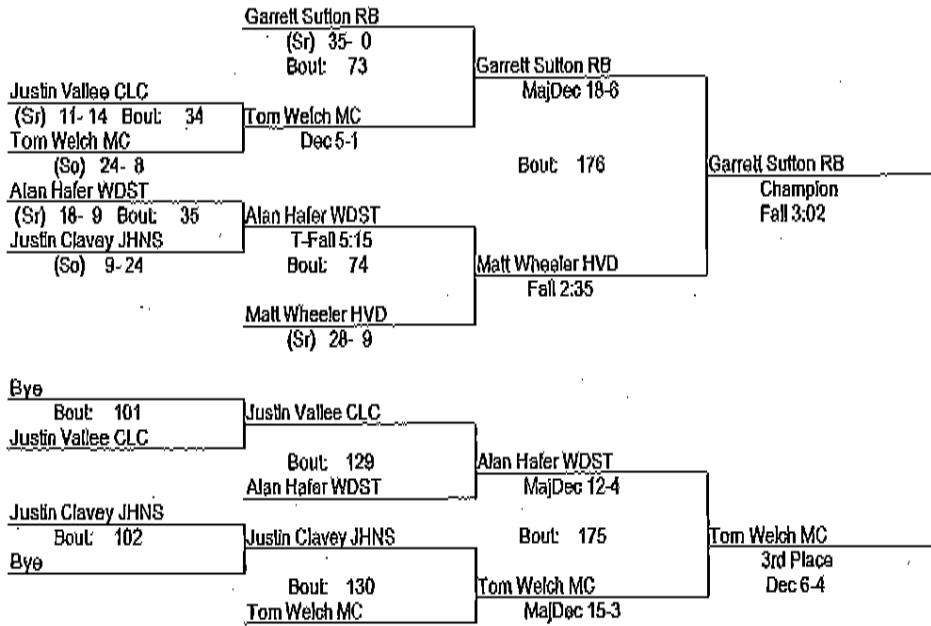 Garrett Sutton RB
(Sr) 35- 0
Bout: 73
Garrett Sutton RB
MajDec 18-6
Justin Vallee CLC
(Sr) 11- 14 Bout: 34
Tom Welch MC
Tom Welch MC
Dec 5-1
(So) 24- 8
Bout: 176
Garrett Sutton RB
Champion
Fall 3:02
Alan Hafer WDST
(Sr) 18- 9 Bout: 35
Alan Hafer WDST
Justin Clavey JHNS
T-Fall 5:15
(So) 9- 24
Bout: 74
Matt Wheeler HVD
Fall 2:35
Matt Wheeler HVD
(Sr) 28- 9
Bye
Bout: 101
Justin Vallee CLC
Justin Vallee CLC
Bout: 129
Alan Hafer WDST
Alan Hafer WDST
MajDec 12-4
Justin Clavey JHNS
Bout: 102
Justin Clavey JHNS
Bout: 175
Tom Welch MC
Bye
3rd Place
Bout: 130
Tom Welch MC
Dec 6-4
Tom Welch MC
MajDec 15-3